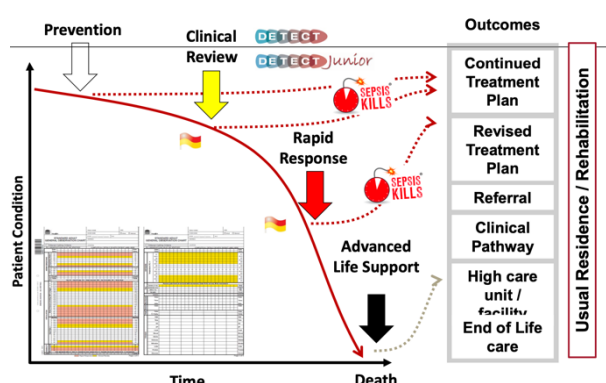 Prevention
Clinical
Review
DETECT
DETECT Junior
Outcomes
Continued
Treatment
Plan
SEPSIS
KILLS
Revised
Treatment
Plan
Rapid
Response
SEPSIS
KILLS
Referral
Clinical
Pathway
Advanced
Life Support
High care
unit /
facility
End of Life
care
Usual Residence / Rehabilitation
Patient Condition
Time
Death